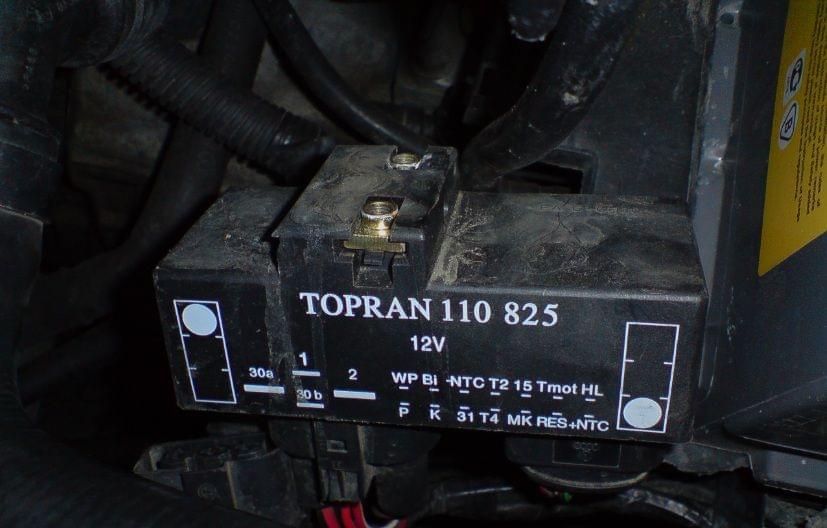 TOPRAN 110 825
12V
30a 1 2 WP BI -NTC T2 15 Tmot HL
30 b P K 31 T4 MK RES+NTC
B